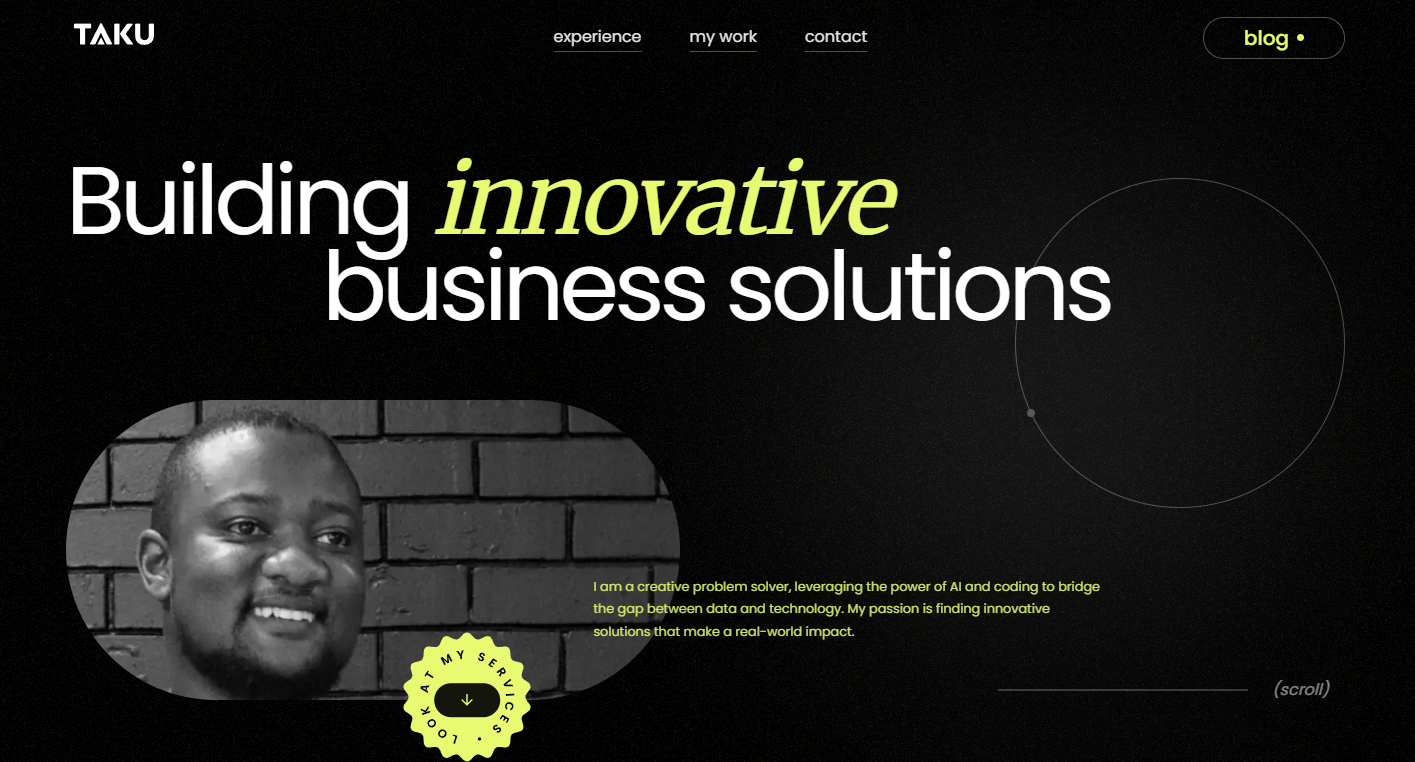 TAKU
experience
my work
contact
blog •
Building innovative
business solutions
I am a creative problem solver, leveraging the power of AI and coding to bridge
the gap between data and technology. My passion is finding innovative
solutions that make a real-world impact.
LOOK AT MY SERVICES •
(scroll)